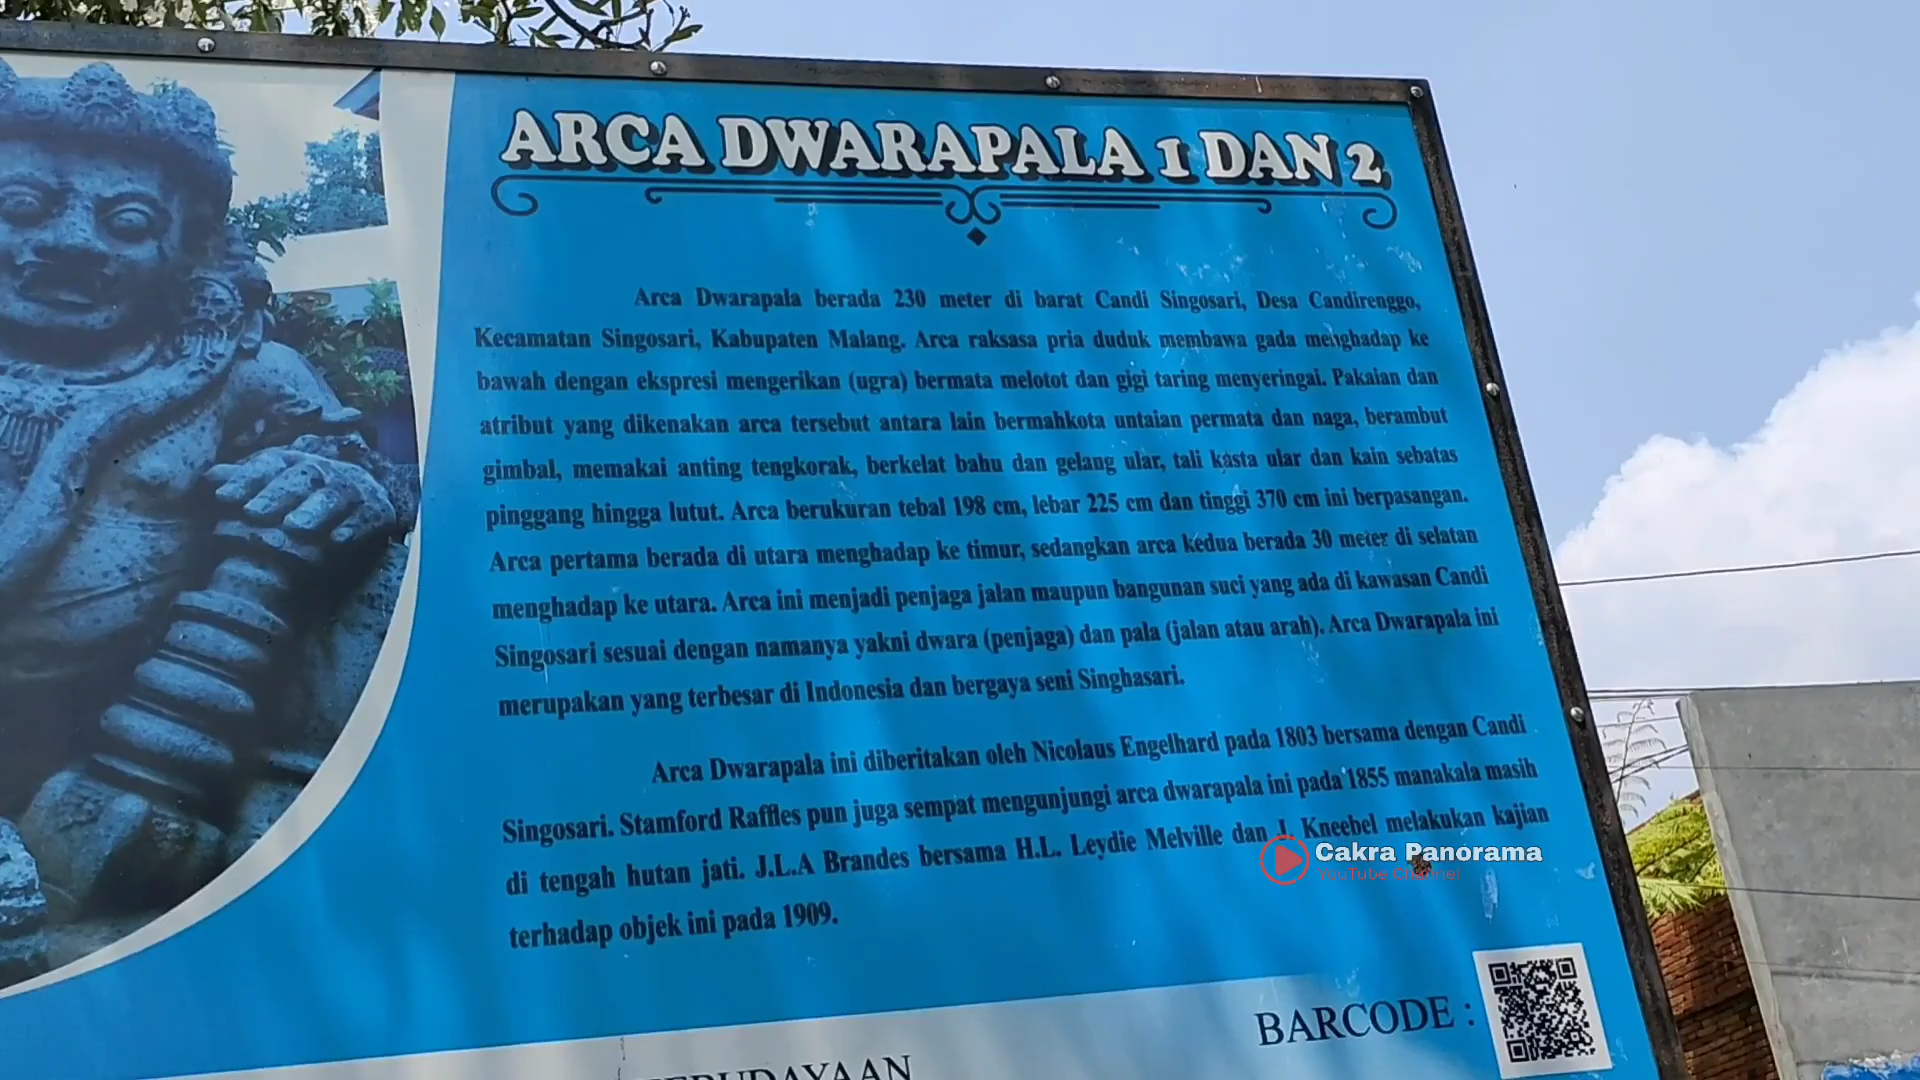 ARCA DWARAPALA 1 DAN 2
Arca Dwarapala berada 230 meter di barat Candi Singosari, Desa Candirenggo,
Kecamatan Singosari, Kabupaten Malang. Arca raksasa pria duduk membawa gada menghadap ke
bawah dengan ekspresi mengerikan (ugra) bermata melotot dan gigi taring menyeringai. Pakaian dan
atribut yang dikenakan arca tersebut antara lain bermahkota untaian permata dan naga, berambut
gimbal, memakai anting tengkorak, berkelat bahu dan gelang ular, tali kasta ular dan kain sebatas
pinggang hingga lutut. Arca berukuran tebal 198 cm, lebar 225 cm dan tinggi 370 cm ini berpasangan.
Arca pertama berada di utara menghadap ke timur, sedangkan arca kedua berada 30 meter di selatan
menghadap ke utara. Arca ini menjadi penjaga jalan maupun bangunan suci yang ada di kawasan Candi
Singosari sesuai dengan namanya yakni dwara (penjaga) dan pala (jalan atau arah). Arca Dwarapala ini
merupakan yang terbesar di Indonesia dan bergaya seni Singhasari.
Arca Dwarapala ini diberitakan oleh Nicolaus Engelhard pada 1803 bersama dengan Candi
Singosari. Stamford Raffles pun juga sempat mengunjungi arca dwarapala ini pada 1855 manakala masih
di tengah hutan jati. J.L.A Brandes bersama H.L. Leydie Melville dan J. Kneebel melakukan kajian
terhadap objek ini pada 1909.
Cakra Panorama
YouTube Channel
BARCODE :